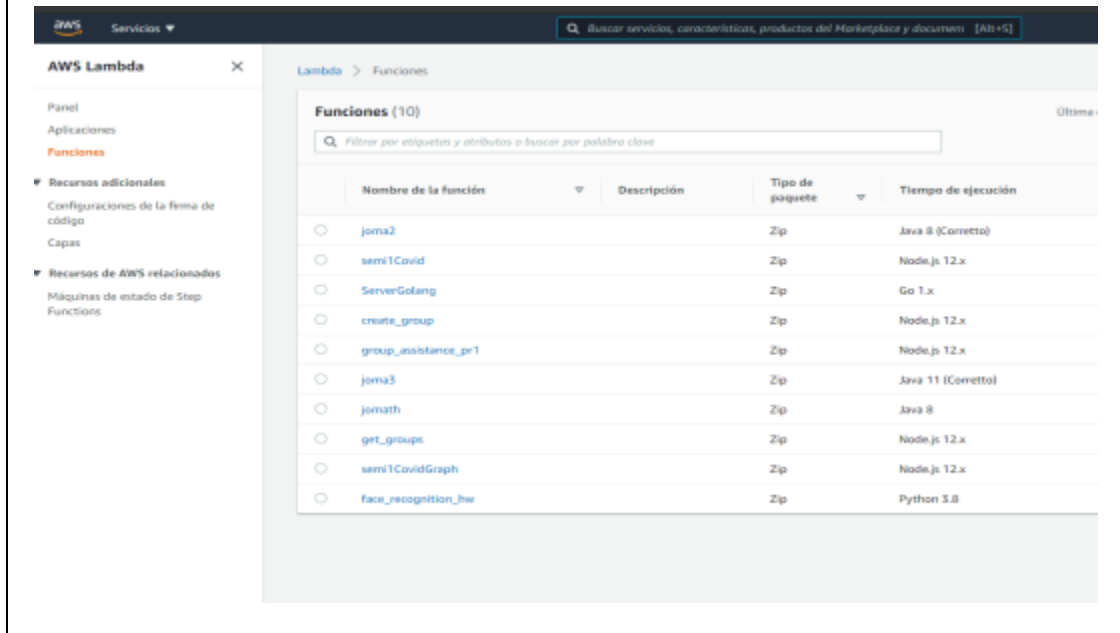 aws Servicios ▼ Buscar servicios, características, productos del Marketplace y documen [Alt+S]
AWS Lambda ×
Panel
Aplicaciones
Funciones
Recursos adicionales
Configuraciones de la firma de
código
Capas
Recursos de AWS relacionados
Máquinas de estado de Step
Functions
Lambda > Funciones
Funciones (10) Última
Filtrar por etiquetas y atributos o buscar por palabra clave
Nombre de la función Descripción Tipo de paquete Tiempo de ejecución
joma2 Zip Java 8 (Corretto)
semi1Covid Zip Node.js 12.x
ServerGolang Zip Go 1.x
create_group Zip Node.js 12.x
group_assistance_pr1 Zip Node.js 12.x
joma3 Zip Java 11 (Corretto)
jomath Zip Java 8
get_groups Zip Node.js 12.x
semi1CovidGraph Zip Node.js 12.x
face_recognition_hw Zip Python 3.8